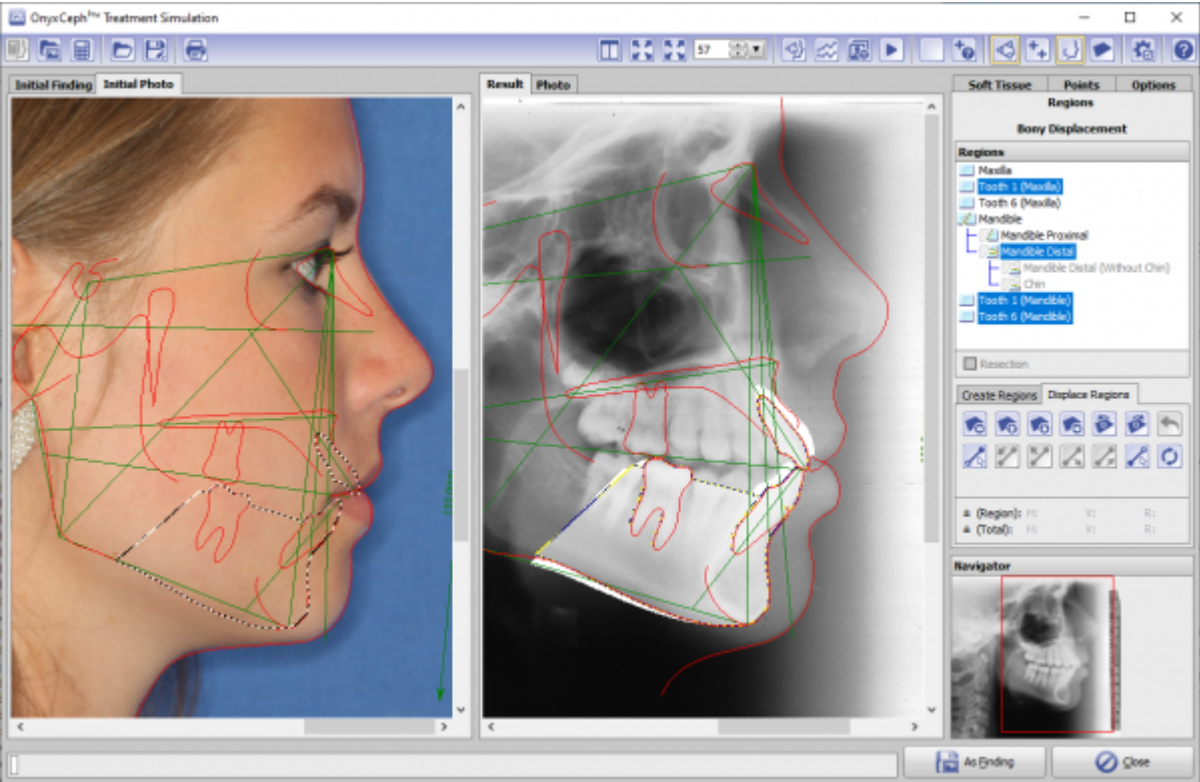 OnyxCeph³™ Treatment Simulation
57
Initial Finding Initial Photo
Result Photo
Soft Tissue Points Options
Regions
Bony Displacement
Regions
Maxilla
Tooth 1 (Maxilla)
Tooth 6 (Maxilla)
Mandible
Mandible Proximal
Mandible Distal
Mandible Distal (Without Chin)
Chin
Tooth 1 (Mandible)
Tooth 6 (Mandible)
Resection
Create Regions Displace Regions
(Region): H: V: R:
(Total): H: V: R:
Navigator
As Finding Close